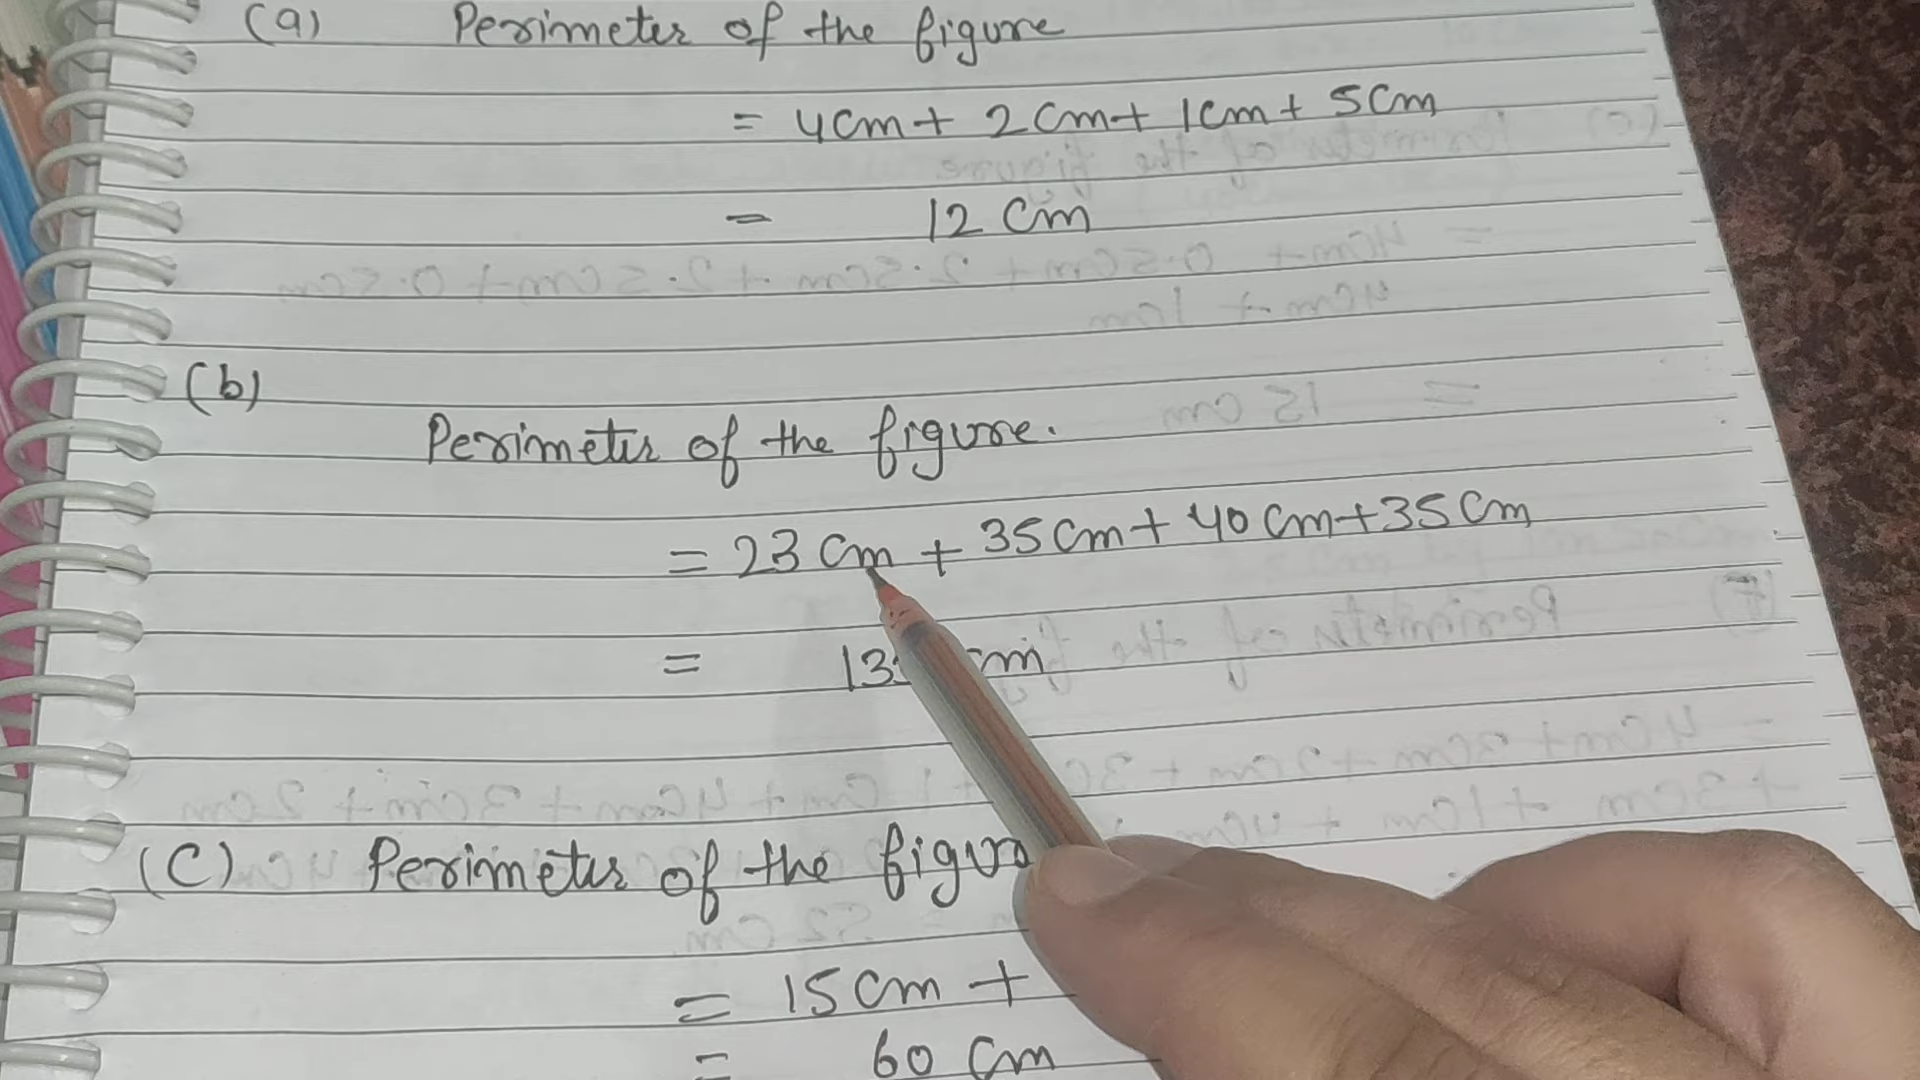 (a) Perimeter of the figure
= 4cm + 2cm + 1cm + 5cm
= 12 cm
(b)
Perimeter of the figure.
= 23 cm + 35 cm + 40 cm + 35 cm
= cm
(C) Perimeter of the
= 15 cm +
= 60 cm